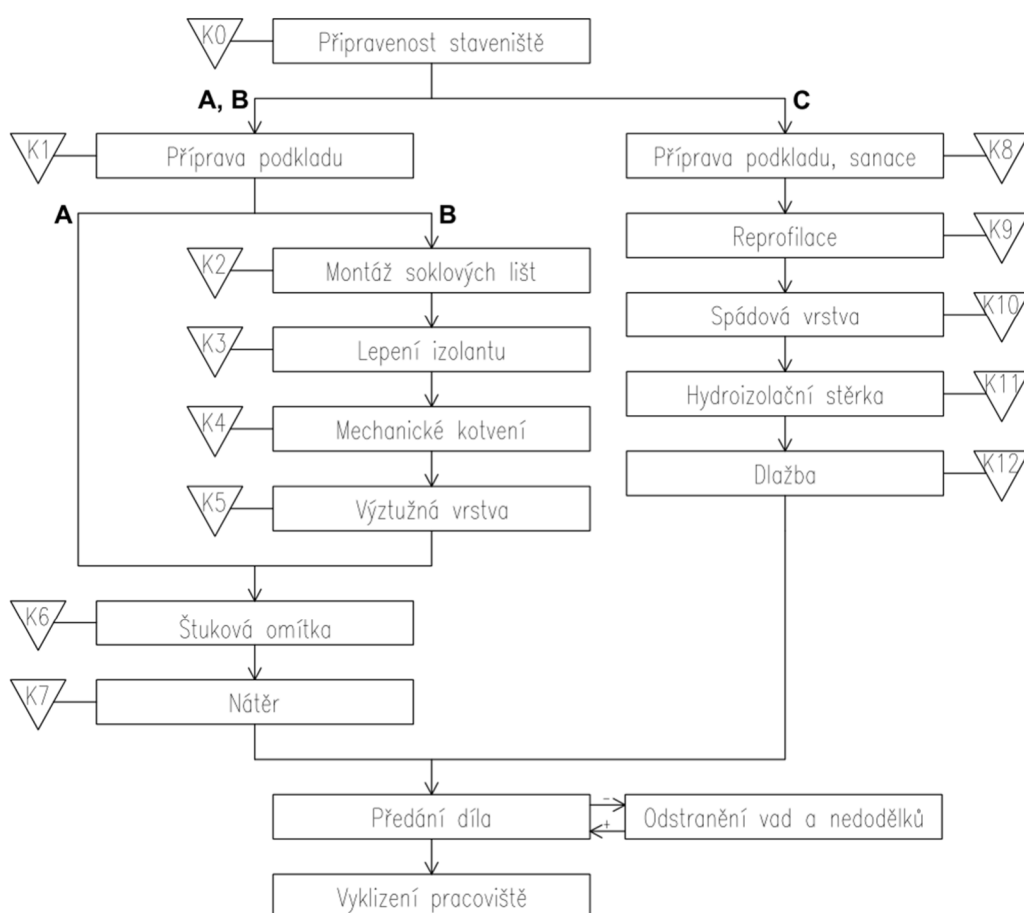 K0
Připravenost staveniště
A, B
C
K1
Příprava podkladu
Příprava podkladu, sanace
K8
A
B
Reprofilace
K9
K2
Montáž soklových lišt
Spádová vrstva
K10
K3
Lepení izolantu
Hydroizolační stěrka
K11
K4
Mechanické kotvení
Dlažba
K12
K5
Výztužná vrstva
K6
Štuková omítka
K7
Nátěr
Předání díla
-
+
Odstranění vad a nedodělků
Vyklizení pracoviště